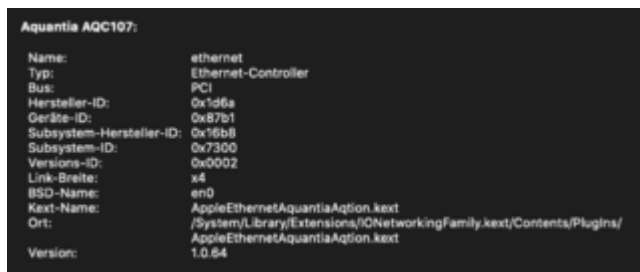 Aquantia AQC107:
Name: ethernet
Typ: Ethernet-Controller
Bus: PCI
Hersteller-ID: 0x1d6a
Geräte-ID: 0x87b1
Subsystem-Hersteller-ID: 0x16b8
Subsystem-ID: 0x7300
Versions-ID: 0x0002
Link-Breite: x4
BSD-Name: en0
Kext-Name: AppleEthernetAquantiaAqtion.kext
Ort: /System/Library/Extensions/IONetworkingFamily.kext/Contents/PlugIns/
AppleEthernetAquantiaAqtion.kext
Version: 1.0.64